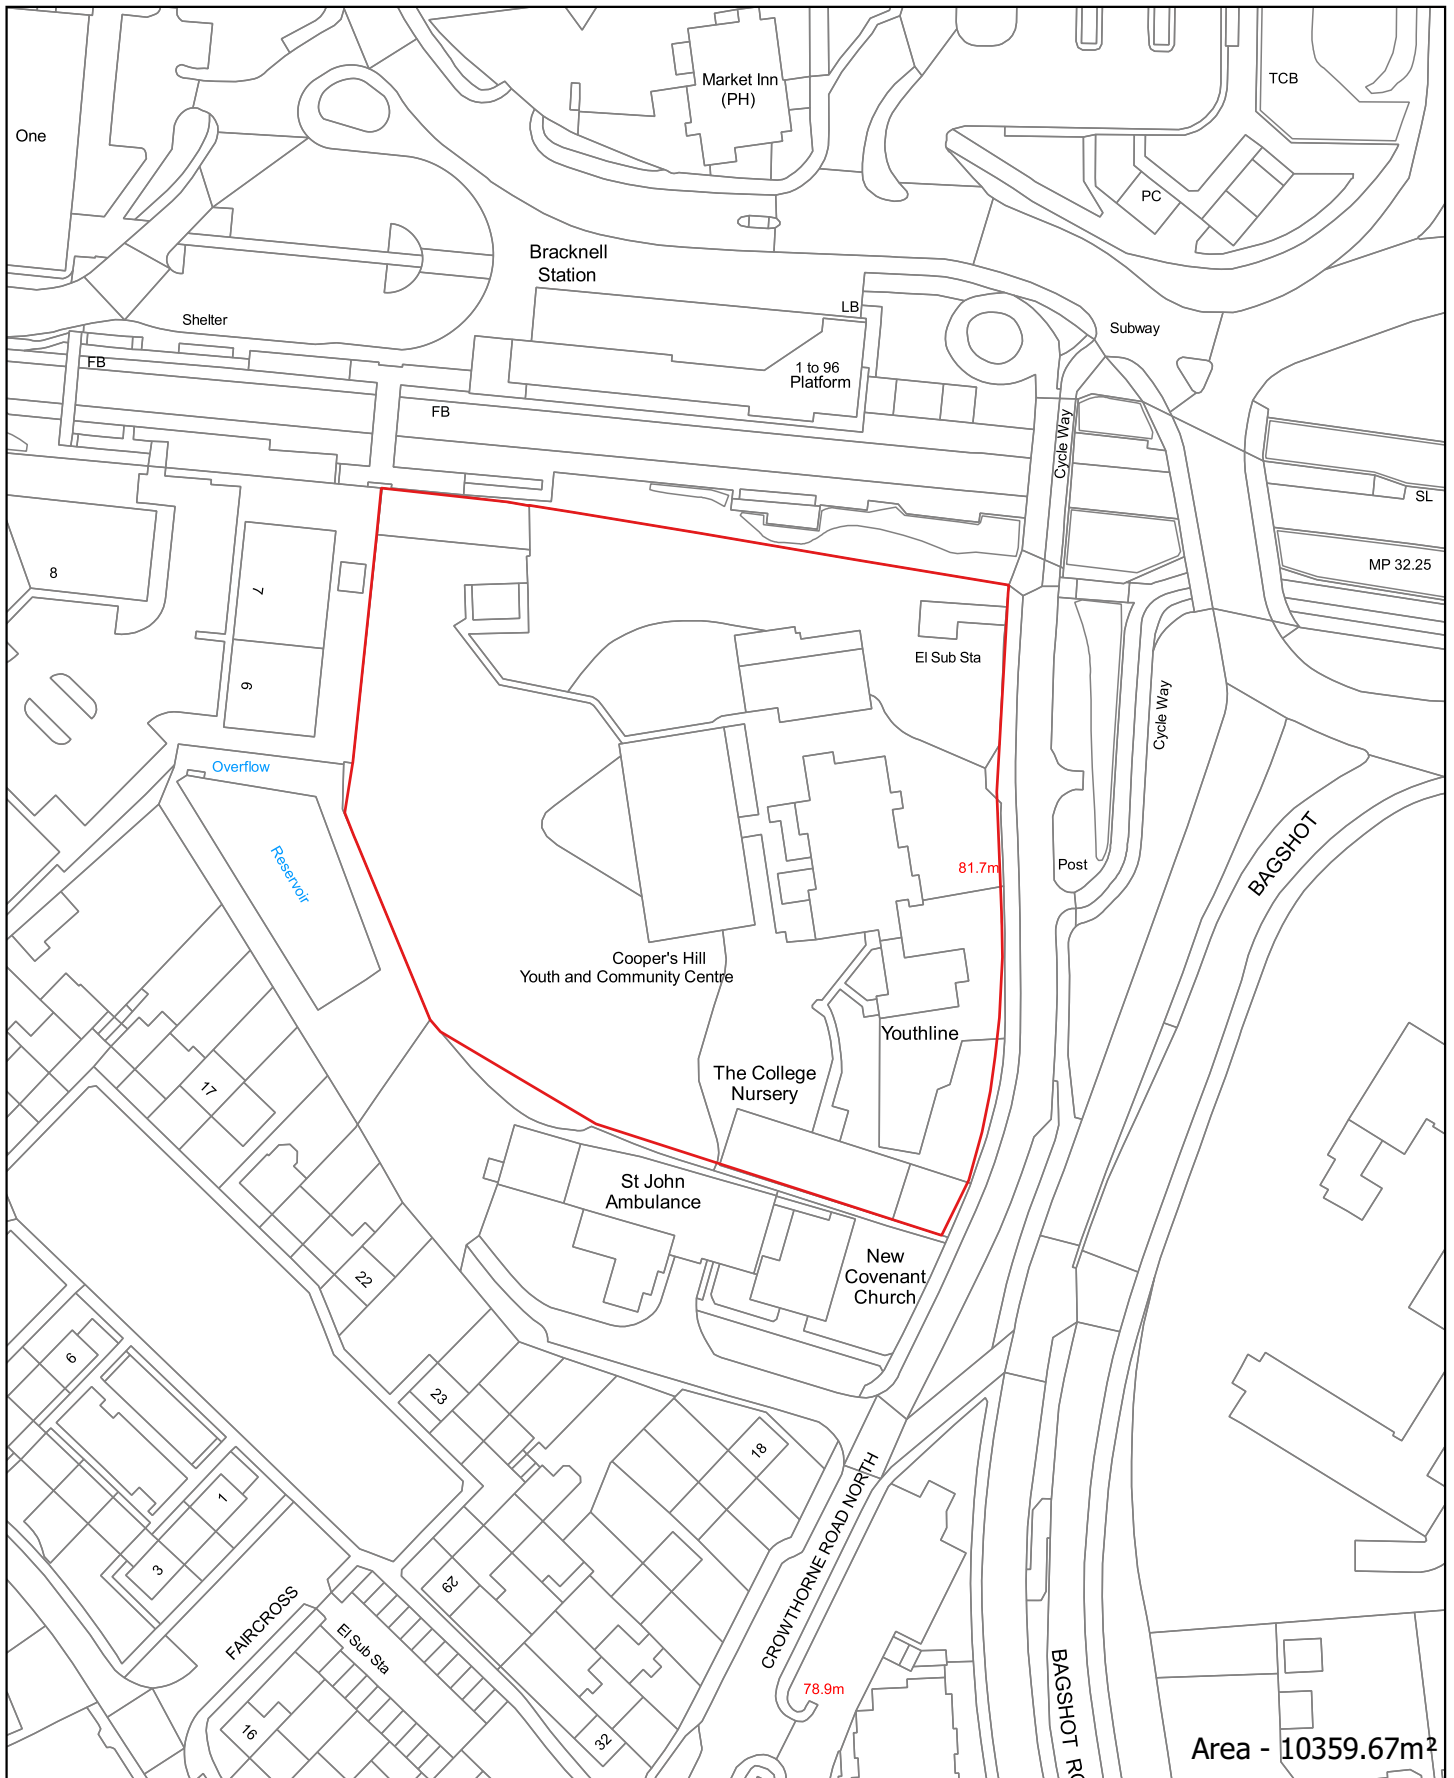 Market Inn
(PH)
TCB
One
PC
Bracknell
Station
LB
Shelter
Subway
FB
1 to 96
Platform
FB
Cycle Way
SL
MP 32.25
8
7
El Sub Sta
6
Cycle Way
Overflow
BAGSHOT
Reservoir
81.7m
Post
Cooper's Hill
Youth and Community Centre
Youthline
The College
Nursery
17
St John
Ambulance
New
Covenant
Church
22
6
23
18
1
CROWTHORNE ROAD NORTH
3
29
FAIRCROSS
El Sub Sta
BAGSHOT RO
78.9m
16
32
Area - 10359.67m²